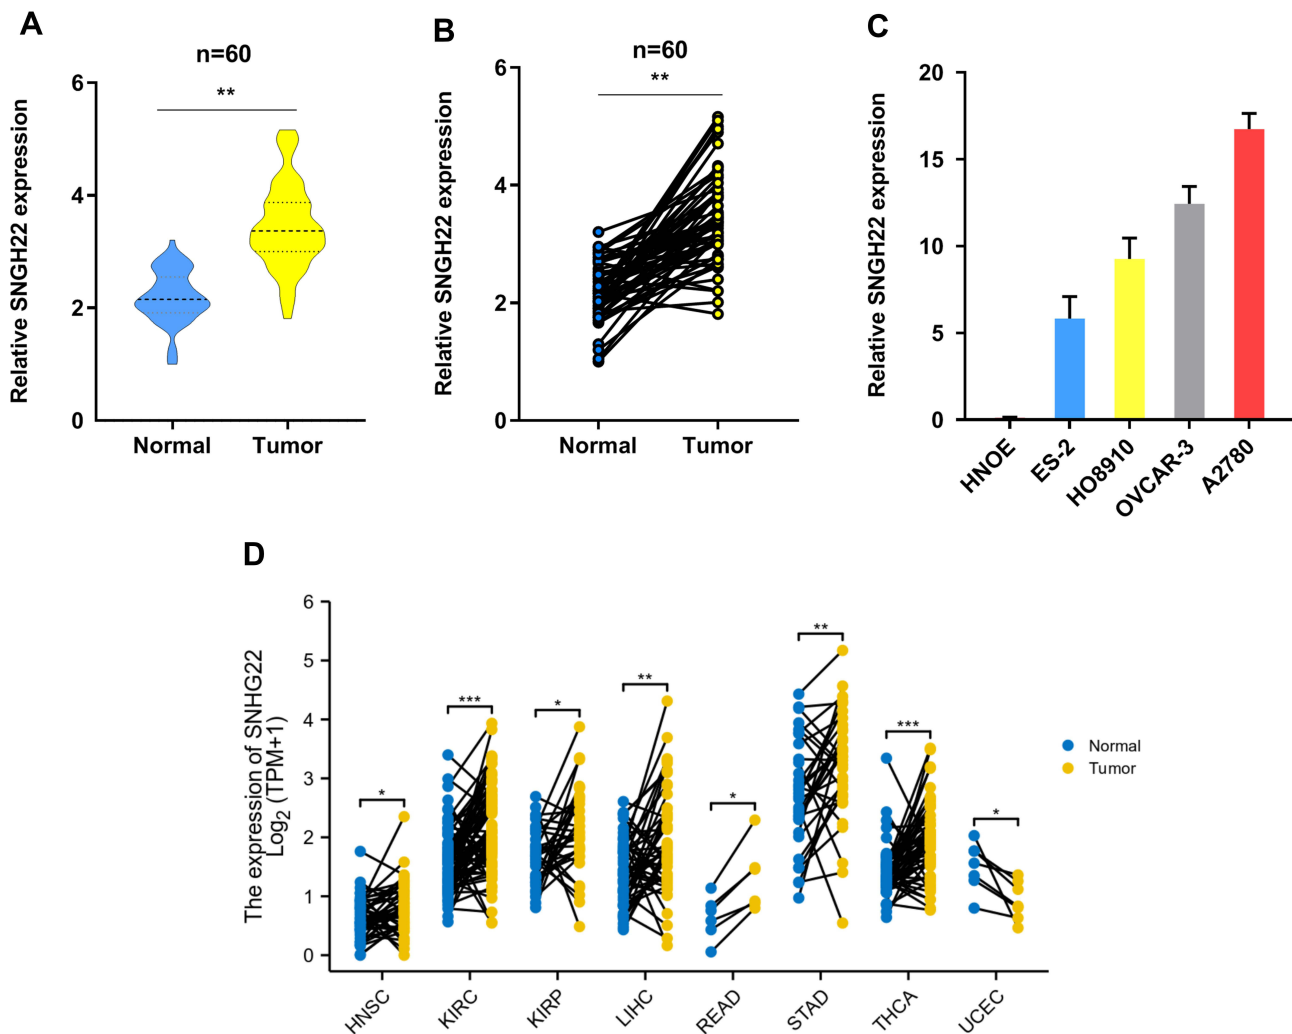 A
n=60
**
Relative SNGH22 expression
6
4
2
0
Normal
Tumor
B
n=60
**
Relative SNGH22 expression
6
4
2
0
Normal
Tumor
C
Relative SNGH22 expression
20
15
10
5
0
HNOE
ES-2
HO8910
OVCAR-3
A2780
D
The expression of SNHG22
Log2 (TPM+1)
6
5
4
3
2
1
0
*
***
*
**
*
**
***
*
HNSC
KIRC
KIRP
LIHC
READ
STAD
THCA
UCEC
Normal
Tumor